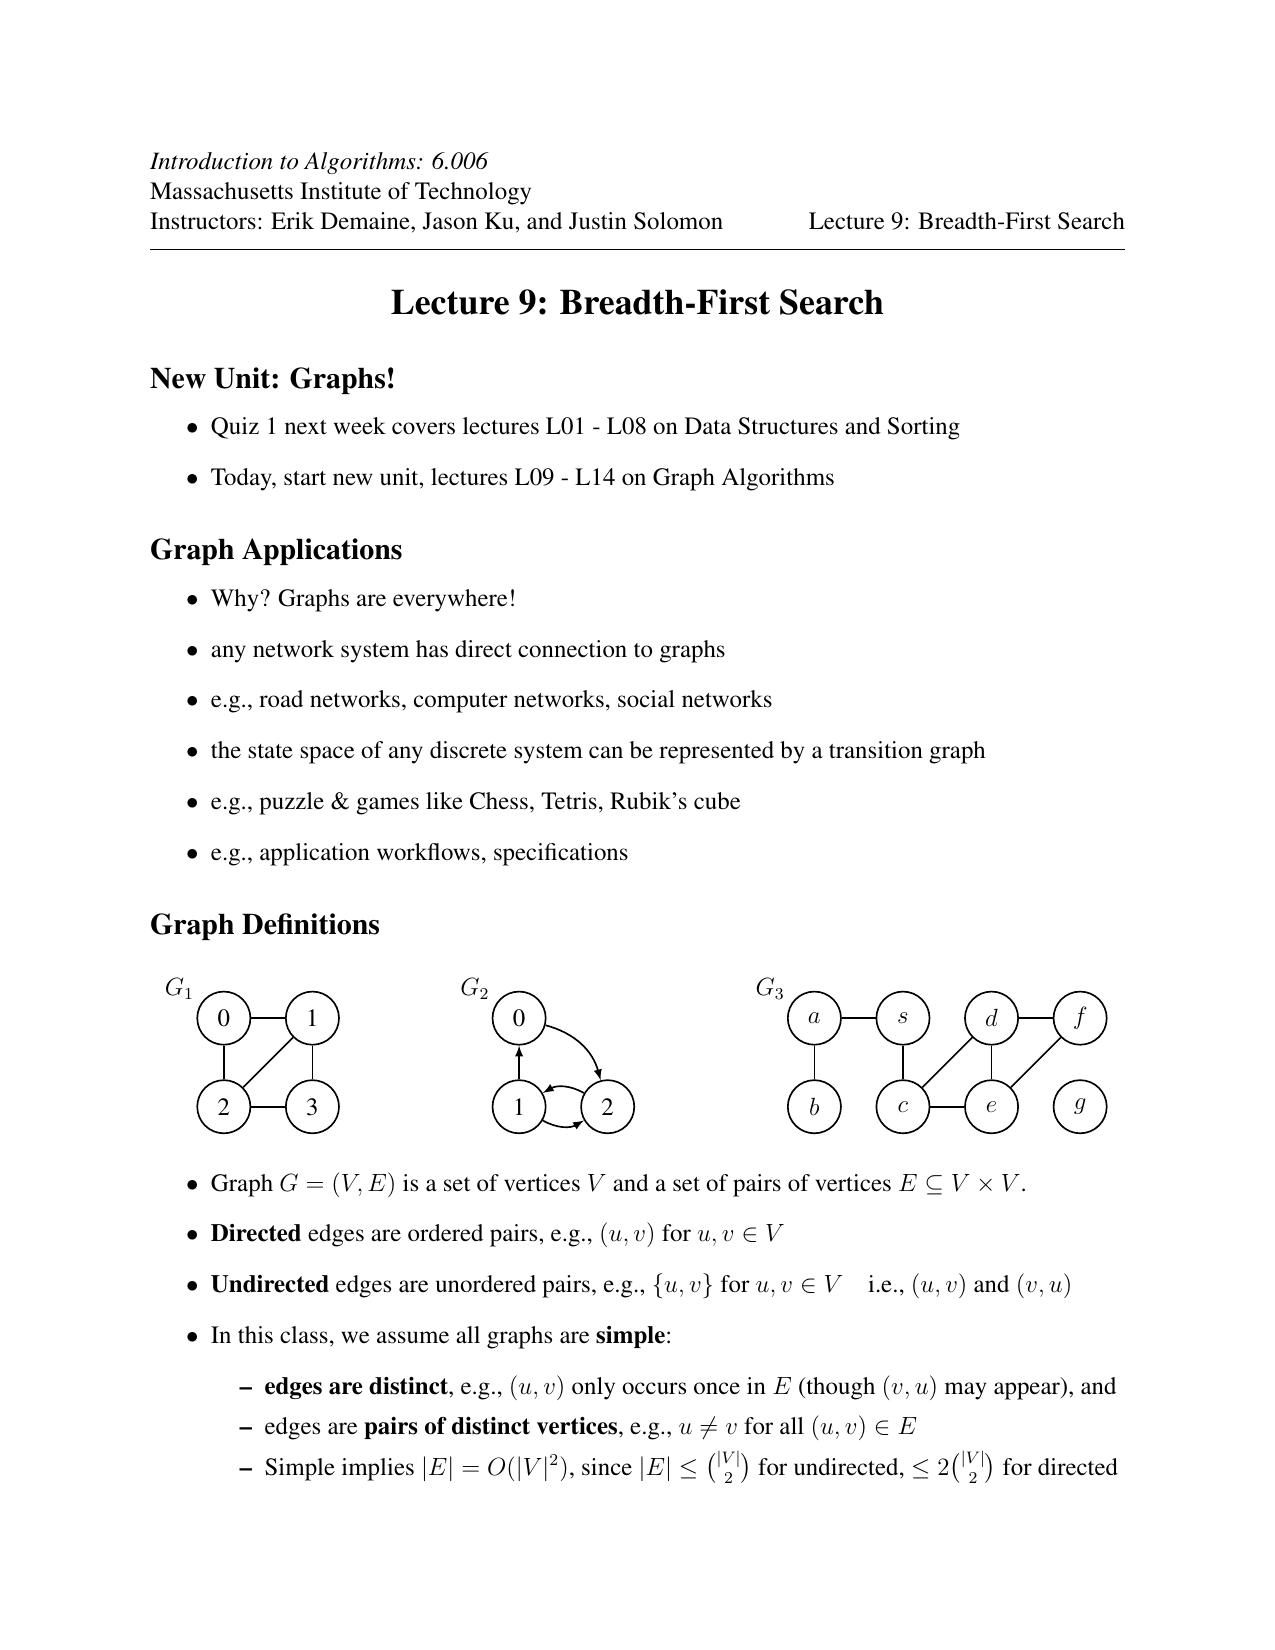 Introduction to Algorithms: 6.006
Massachusetts Institute of Technology
Instructors: Erik Demaine, Jason Ku, and Justin Solomon Lecture 9: Breadth-First Search
Lecture 9: Breadth-First Search
New Unit: Graphs!
• Quiz 1 next week covers lectures L01 - L08 on Data Structures and Sorting
• Today, start new unit, lectures L09 - L14 on Graph Algorithms
Graph Applications
• Why? Graphs are everywhere!
• any network system has direct connection to graphs
• e.g., road networks, computer networks, social networks
• the state space of any discrete system can be represented by a transition graph
• e.g., puzzle & games like Chess, Tetris, Rubik's cube
• e.g., application workflows, specifications
Graph Definitions
G₁ G₂ G₃
0 1 0 a s d f
2 3 1 2 b c e g
• Graph G = (V, E) is a set of vertices V and a set of pairs of vertices E ⊆ V × V.
• Directed edges are ordered pairs, e.g., (u, v) for u, v ∈ V
• Undirected edges are unordered pairs, e.g., {u, v} for u, v ∈ V i.e., (u, v) and (v, u)
• In this class, we assume all graphs are simple:
– edges are distinct, e.g., (u, v) only occurs once in E (though (v, u) may appear), and
– edges are pairs of distinct vertices, e.g., u ≠ v for all (u, v) ∈ E
– Simple implies |E| = O(|V|²), since |E| ≤ (|V| 2) for undirected, ≤ 2(|V| 2) for directed